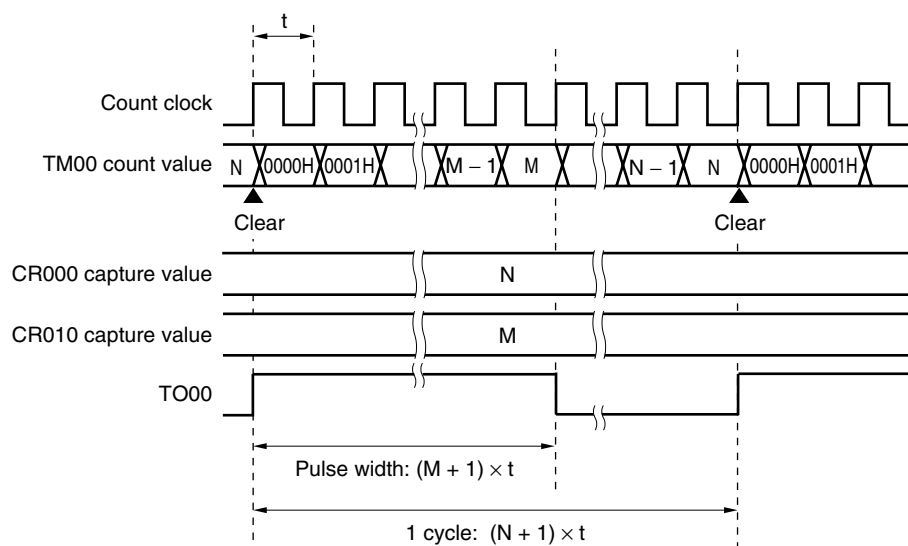 t
Count clock
TM00 count value N 0000H 0001H M − 1 M N − 1 N 0000H 0001H
Clear Clear
CR000 capture value N
CR010 capture value M
TO00
Pulse width: (M + 1) × t
1 cycle: (N + 1) × t